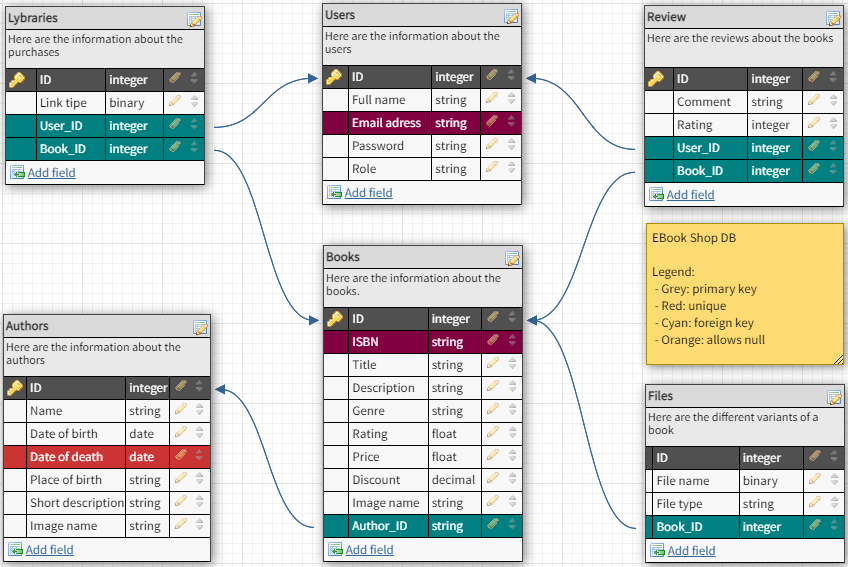 Lybraries
Here are the information about the
purchases
ID integer
Link tipe binary
User_ID integer
Book_ID integer
Add field
Users
Here are the information about the
users
ID integer
Full name string
Email adress string
Password string
Role string
Add field
Review
Here are the reviews about the books
ID integer
Comment string
Rating integer
User_ID integer
Book_ID integer
Add field
EBook Shop DB
Legend:
- Grey: primary key
- Red: unique
- Cyan: foreign key
- Orange: allows null
Books
Here are the information about the
books.
ID integer
ISBN string
Title string
Description string
Genre string
Rating float
Price float
Discount decimal
Image name string
Author_ID string
Add field
Authors
Here are the information about the
authors
ID integer
Name string
Date of birth date
Date of death date
Place of birth string
Short description string
Image name string
Add field
Files
Here are the different variants of a
book
ID integer
File name binary
File type string
Book_ID integer
Add field